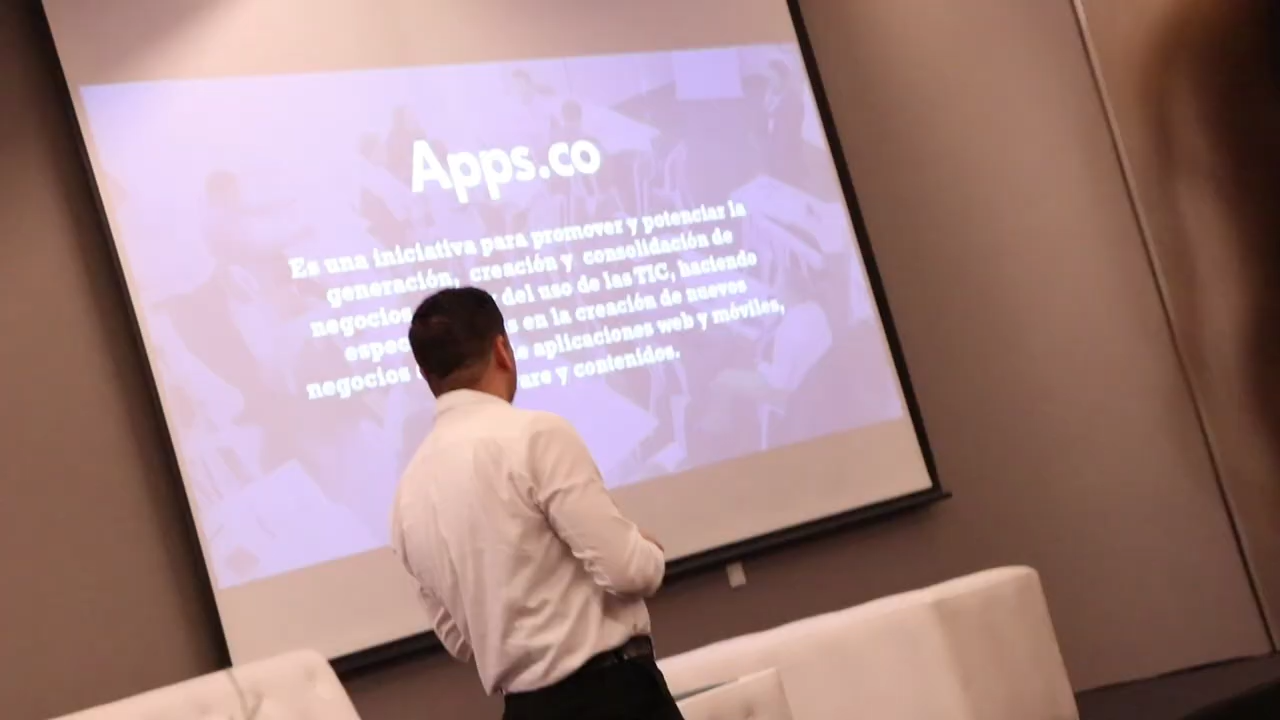 Apps.co
Es una iniciativa para promover y potenciar la
generación, creación y consolidación de
negocios del uso de las TIC, haciendo
en la creación de nuevos
aplicaciones web y móviles,
negocios y contenidos.